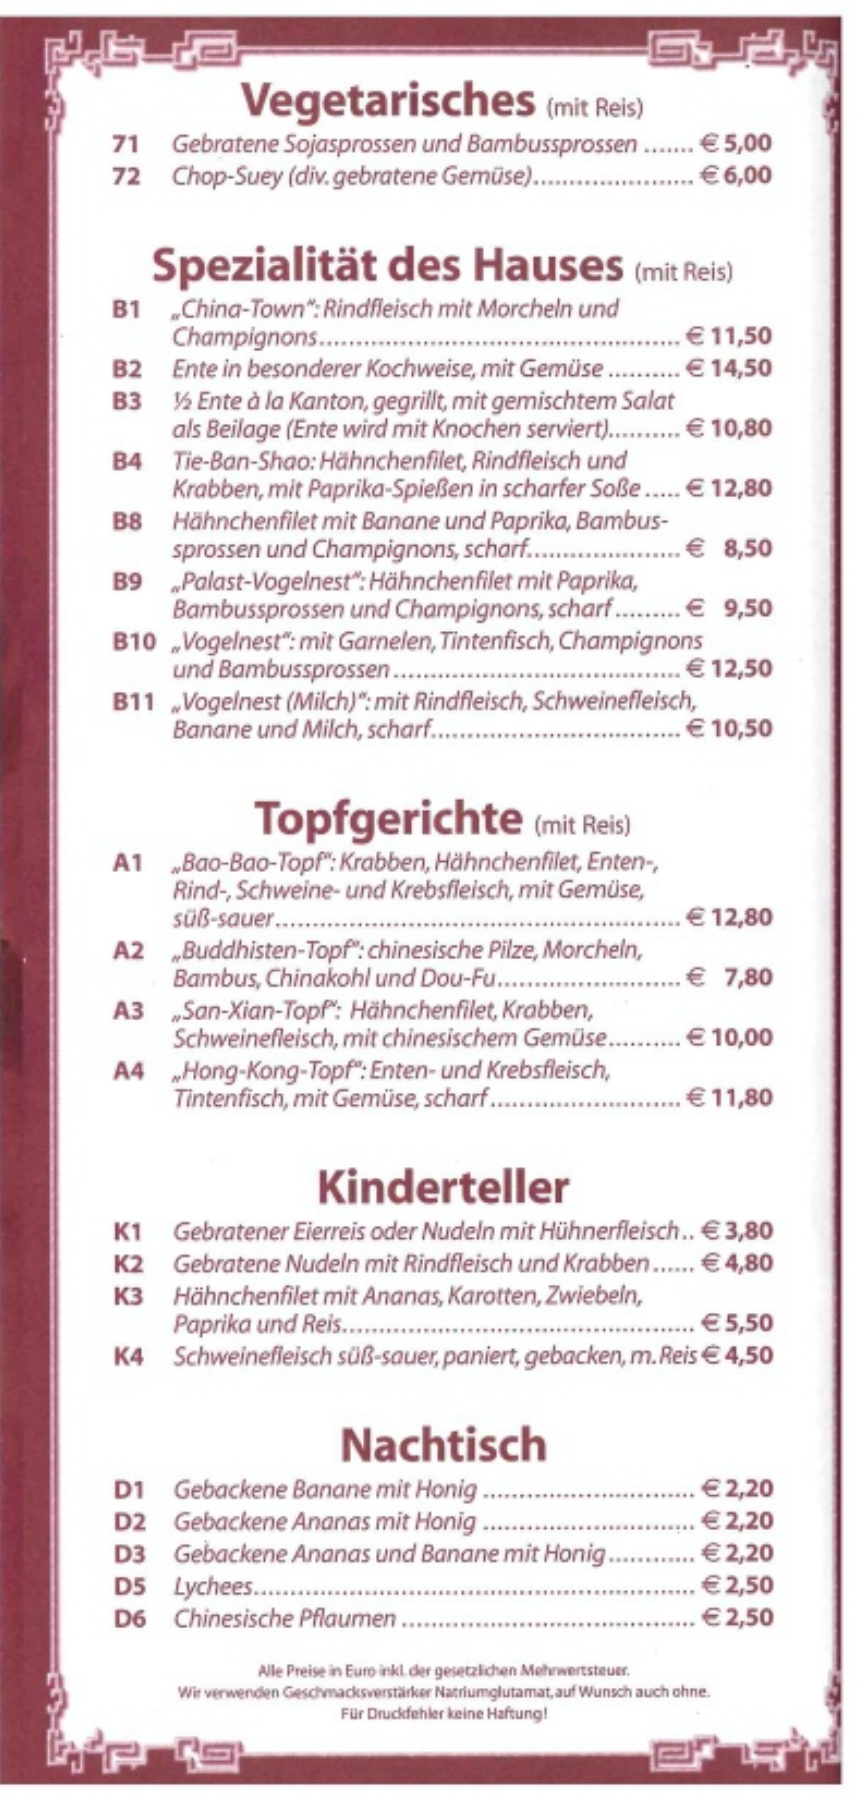 Vegetarisches (mit Reis)
71 Gebratene Sojasprossen und Bambussprossen ....... € 5,00
72 Chop-Suey (div. gebratene Gemüse)...................... € 6,00
Spezialität des Hauses (mit Reis)
B1 „China-Town“: Rindfleisch mit Morcheln und
Champignons.................................................. € 11,50
B2 Ente in besonderer Kochweise, mit Gemüse .......... € 14,50
B3 ½ Ente à la Kanton, gegrillt, mit gemischtem Salat
als Beilage (Ente wird mit Knochen serviert).......... € 10,80
B4 Tie-Ban-Shao: Hähnchenfilet, Rindfleisch und
Krabben, mit Paprika-Spießen in scharfer Soße ..... € 12,80
B8 Hähnchenfilet mit Banane und Paprika, Bambus-
sprossen und Champignons, scharf..................... € 8,50
B9 „Palast-Vogelnest“: Hähnchenfilet mit Paprika,
Bambussprossen und Champignons, scharf ......... € 9,50
B10 „Vogelnest“: mit Garnelen, Tintenfisch, Champignons
und Bambussprossen ........................................ € 12,50
B11 „Vogelnest (Milch)“: mit Rindfleisch, Schweinefleisch,
Banane und Milch, scharf................................... € 10,50
Topfgerichte (mit Reis)
A1 „Bao-Bao-Topf“: Krabben, Hähnchenfilet, Enten-,
Rind-, Schweine- und Krebsfleisch, mit Gemüse,
süß-sauer........................................................ € 12,80
A2 „Buddhisten-Topf“: chinesische Pilze, Morcheln,
Bambus, Chinakohl und Dou-Fu......................... € 7,80
A3 „San-Xian-Topf“: Hähnchenfilet, Krabben,
Schweinefleisch, mit chinesischem Gemüse.......... € 10,00
A4 „Hong-Kong-Topf“: Enten- und Krebsfleisch,
Tintenfisch, mit Gemüse, scharf .......................... € 11,80
Kinderteller
K1 Gebratener Eierreis oder Nudeln mit Hühnerfleisch.. € 3,80
K2 Gebratene Nudeln mit Rindfleisch und Krabben ...... € 4,80
K3 Hähnchenfilet mit Ananas, Karotten, Zwiebeln,
Paprika und Reis................................................. € 5,50
K4 Schweinefleisch süß-sauer, paniert, gebacken, m. Reis € 4,50
Nachtisch
D1 Gebackene Banane mit Honig ............................. € 2,20
D2 Gebackene Ananas mit Honig ............................. € 2,20
D3 Gebackene Ananas und Banane mit Honig............ € 2,20
D5 Lychees............................................................. € 2,50
D6 Chinesische Pflaumen ......................................... € 2,50
Alle Preise in Euro inkl. der gesetzlichen Mehrwertsteuer.
Wir verwenden Geschmacksverstärker Natriumglutamat, auf Wunsch auch ohne.
Für Druckfehler keine Haftung!